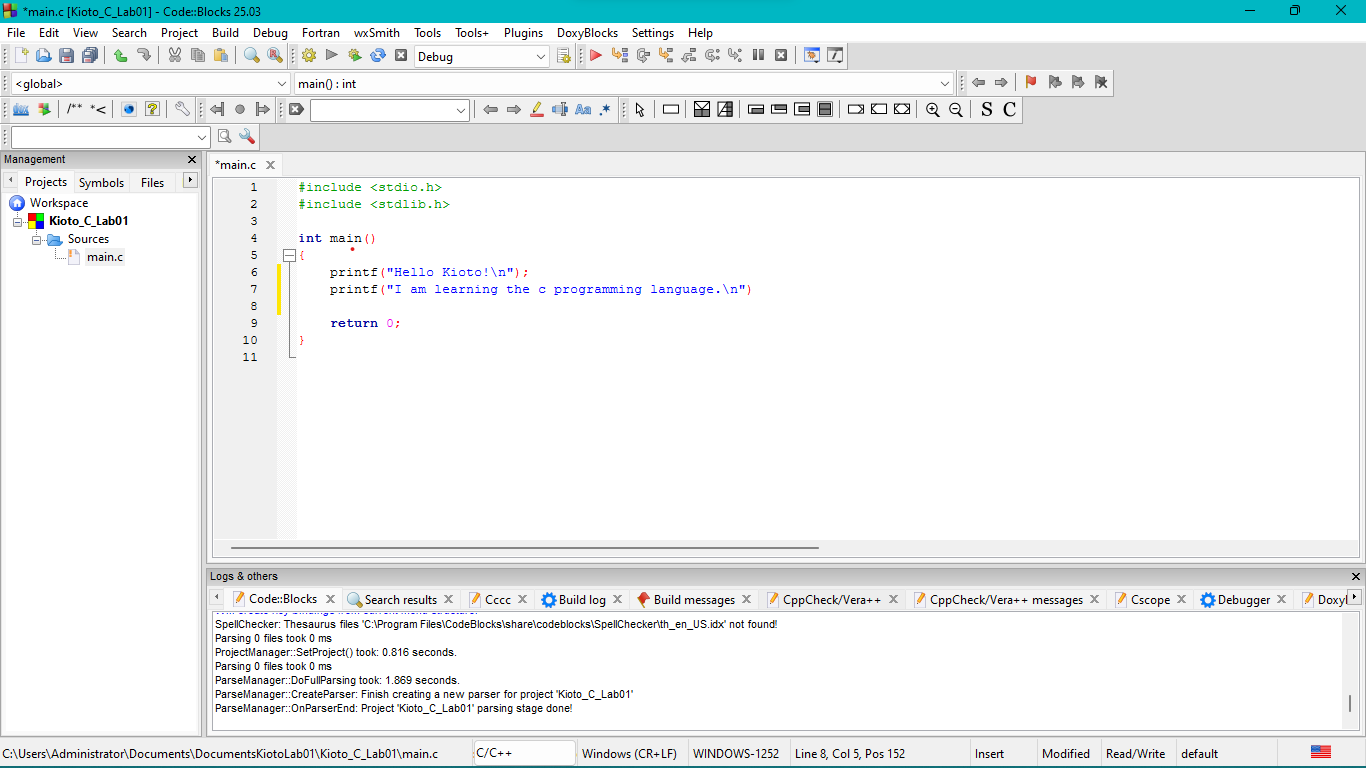 *main.c [Kioto_C_Lab01] - Code::Blocks 25.03
File Edit View Search Project Build Debug Fortran wxSmith Tools Tools+ Plugins DoxyBlocks Settings Help
Debug
<global> main() : int
/** *< Aa .* S C
Management
*main.c
Projects Symbols Files
Workspace
Kioto_C_Lab01
Sources
main.c
1 #include <stdio.h>
2 #include <stdlib.h>
3
4 int main()
5 {
6 printf("Hello Kioto!\n");
7 printf("I am learning the c programming language.\n")
8
9 return 0;
10 }
11
Logs & others
Code::Blocks Search results Cccc Build log Build messages CppCheck/Vera++ CppCheck/Vera++ messages Cscope Debugger Doxyl
SpellChecker: Thesaurus files 'C:\Program Files\CodeBlocks\share\codeblocks\SpellChecker\th_en_US.idx' not found!
Parsing 0 files took 0 ms
ProjectManager::SetProject() took: 0.816 seconds.
Parsing 0 files took 0 ms
ParseManager::DoFullParsing took: 1.869 seconds.
ParseManager::CreateParser: Finish creating a new parser for project 'Kioto_C_Lab01'
ParseManager::OnParserEnd: Project 'Kioto_C_Lab01' parsing stage done!
C:\Users\Administrator\Documents\DocumentsKiotoLab01\Kioto_C_Lab01\main.c C/C++ Windows (CR+LF) WINDOWS-1252 Line 8, Col 5, Pos 152 Insert Modified Read/Write default